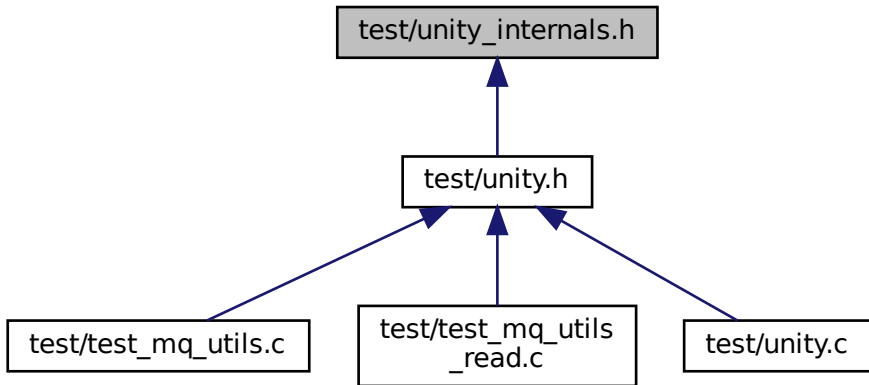 test/unity_internals.h
test/unity.h
test/test_mq_utils.c
test/test_mq_utils
_read.c
test/unity.c